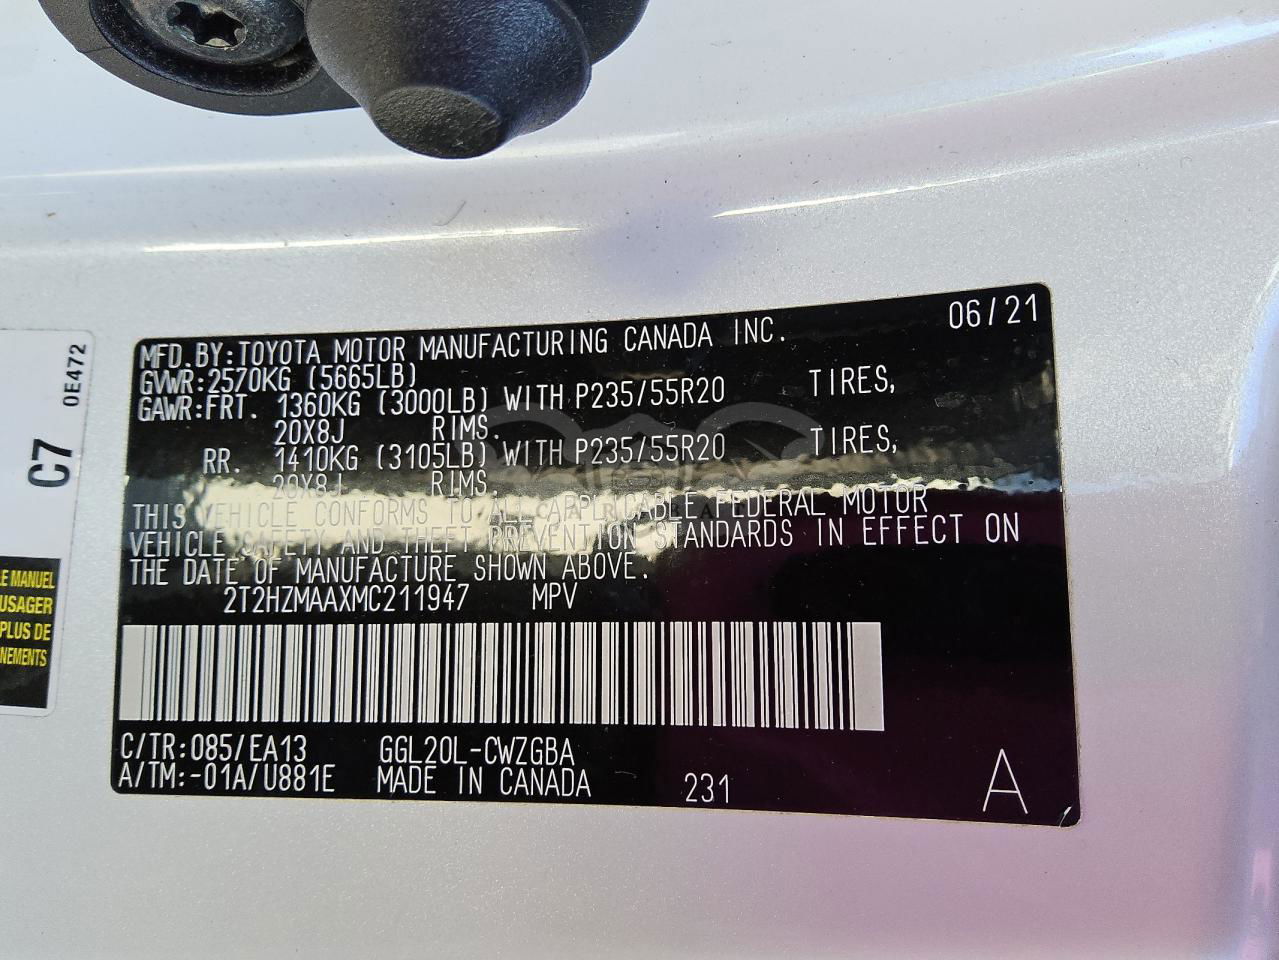 06/21
MFD.BY:TOYOTA MOTOR MANUFACTURING CANADA INC.
GVWR:2570KG (5665LB)
GAWR:FRT. 1360KG (3000LB) WITH P235/55R20 TIRES,
20X8J RIMS.
RR. 1410KG (3105LB) WITH P235/55R20 TIRES,
20X8J RIMS.
THIS VEHICLE CONFORMS TO ALL APPLICABLE FEDERAL MOTOR
VEHICLE SAFETY AND THEFT PREVENTION STANDARDS IN EFFECT ON
THE DATE OF MANUFACTURE SHOWN ABOVE.
2T2HZMAAXMC211947 MPV
C/TR:085/EA13 GGL20L-CWZGBA
A/TM:-01A/U881E MADE IN CANADA 231 A
0E472
C7
LE MANUEL
USAGER
PLUS DE